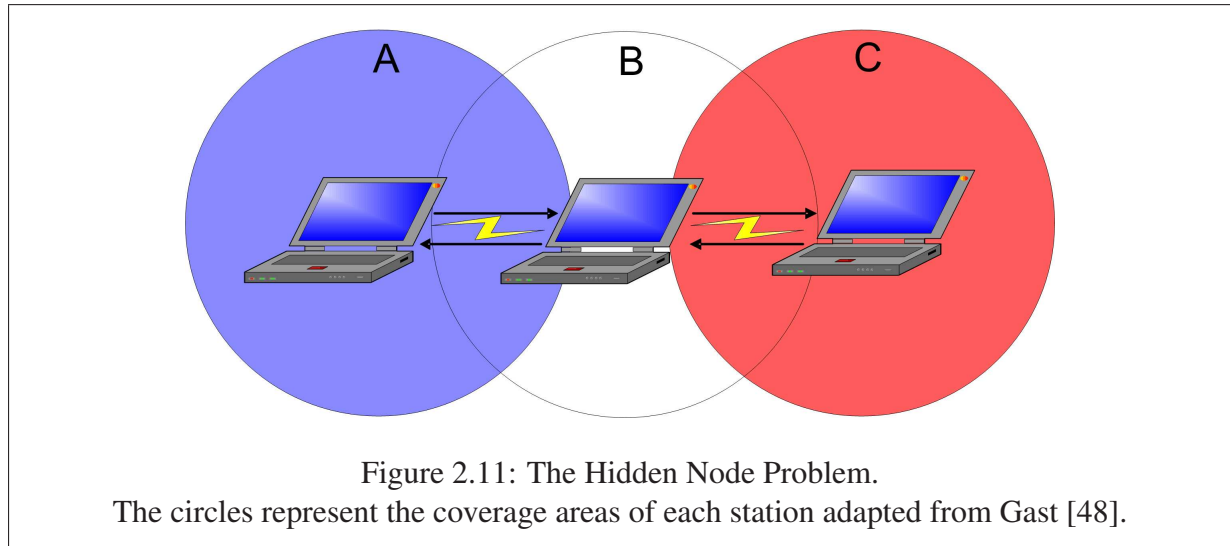 A
B
C
Figure 2.11: The Hidden Node Problem.
The circles represent the coverage areas of each station adapted from Gast [48].